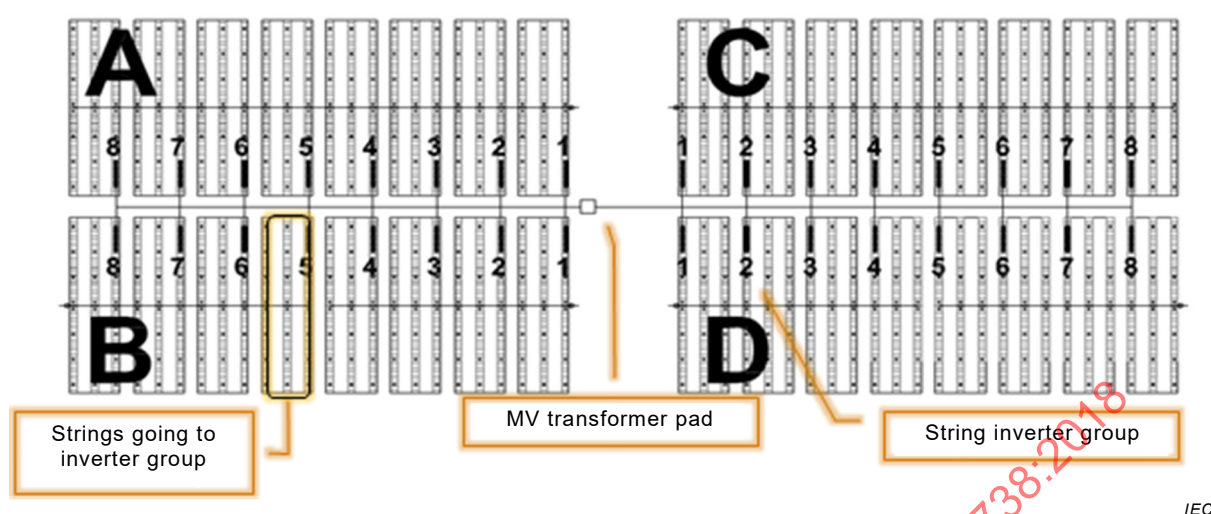 A
C
8 7 6 5 4 3 2 1
1 2 3 4 5 6 7 8
8 7 6 5 4 3 2 1
1 2 3 4 5 6 7 8
B
D
Strings going to
inverter group
MV transformer pad
String inverter group
738:2018
IEC